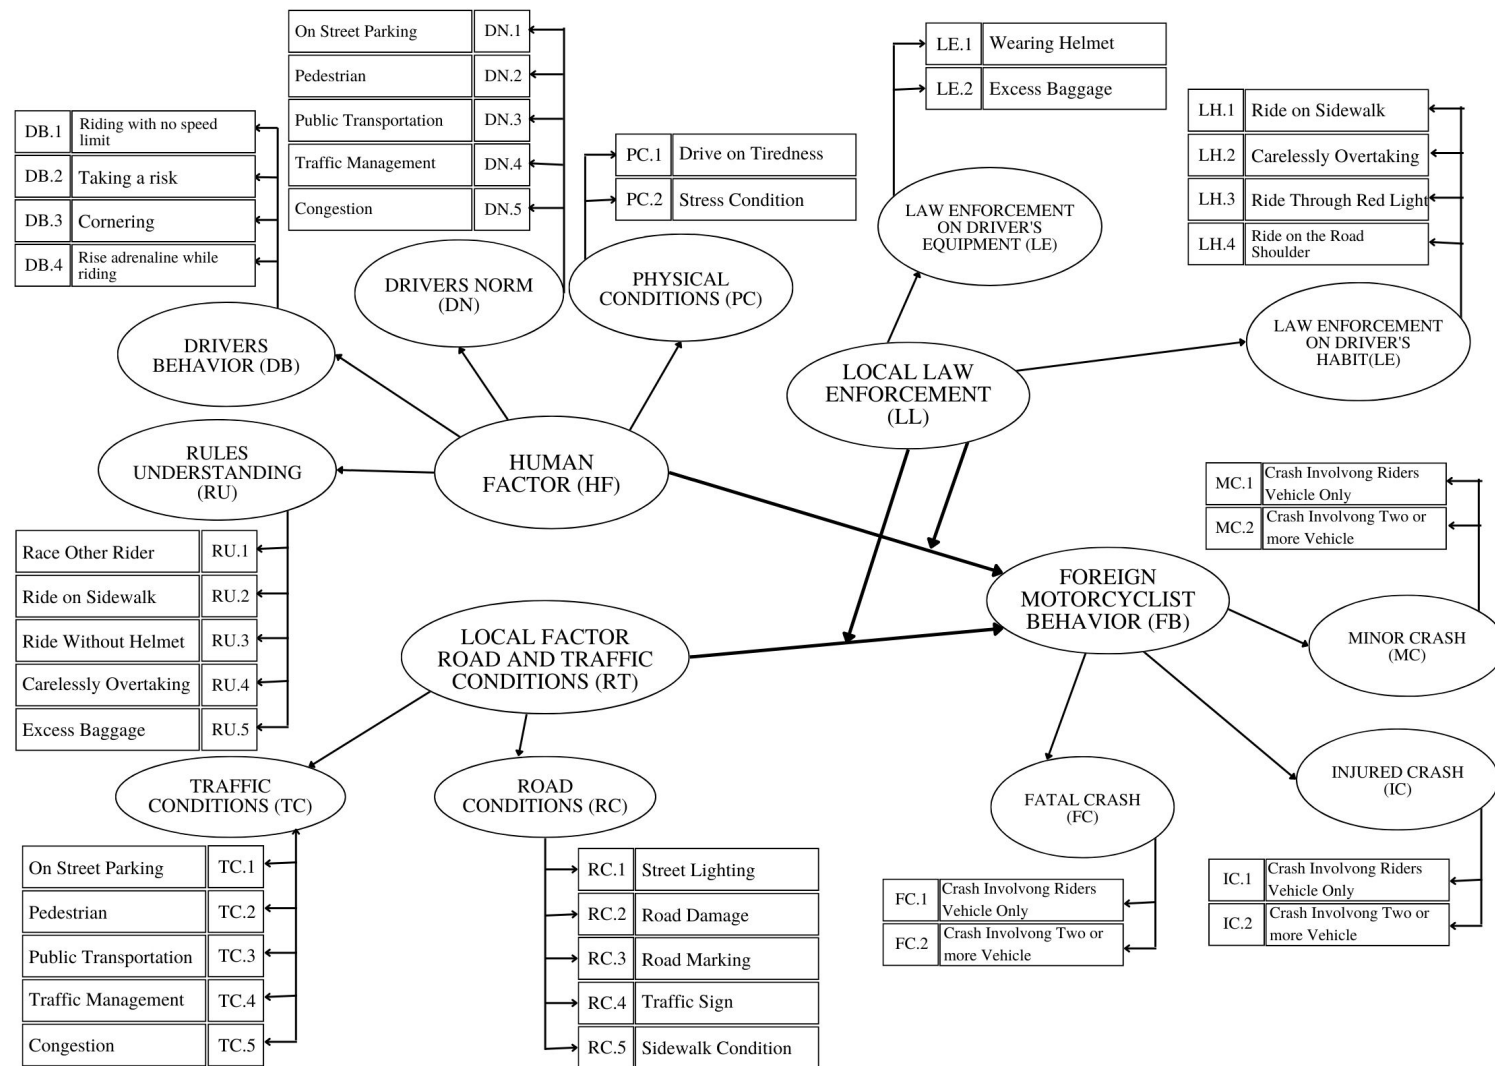 On Street Parking DN.1
Pedestrian DN.2
Public Transportation DN.3
Traffic Management DN.4
Congestion DN.5
LE.1 Wearing Helmet
LE.2 Excess Baggage
DB.1 Riding with no speed
limit
DB.2 Taking a risk
DB.3 Cornering
DB.4 Rise adrenaline while
riding
PC.1 Drive on Tiredness
PC.2 Stress Condition
LH.1 Ride on Sidewalk
LH.2 Carelessly Overtaking
LH.3 Ride Through Red Light
LH.4 Ride on the Road
Shoulder
DRIVERS
BEHAVIOR (DB)
DRIVERS NORM
(DN)
PHYSICAL
CONDITIONS (PC)
LAW ENFORCEMENT
ON DRIVER'S
EQUIPMENT (LE)
LAW ENFORCEMENT
ON DRIVER'S
HABIT(LE)
LOCAL LAW
ENFORCEMENT
(LL)
RULES
UNDERSTANDING
(RU)
HUMAN
FACTOR (HF)
MC.1 Crash Involvong Riders
Vehicle Only
MC.2 Crash Involvong Two or
more Vehicle
Race Other Rider RU.1
Ride on Sidewalk RU.2
Ride Without Helmet RU.3
Carelessly Overtaking RU.4
Excess Baggage RU.5
LOCAL FACTOR
ROAD AND TRAFFIC
CONDITIONS (RT)
FOREIGN
MOTORCYCLIST
BEHAVIOR (FB)
MINOR CRASH
(MC)
TRAFFIC
CONDITIONS (TC)
ROAD
CONDITIONS (RC)
FATAL CRASH
(FC)
INJURED CRASH
(IC)
On Street Parking TC.1
Pedestrian TC.2
Public Transportation TC.3
Traffic Management TC.4
Congestion TC.5
RC.1 Street Lighting
RC.2 Road Damage
RC.3 Road Marking
RC.4 Traffic Sign
RC.5 Sidewalk Condition
FC.1 Crash Involvong Riders
Vehicle Only
FC.2 Crash Involvong Two or
more Vehicle
IC.1 Crash Involvong Riders
Vehicle Only
IC.2 Crash Involvong Two or
more Vehicle